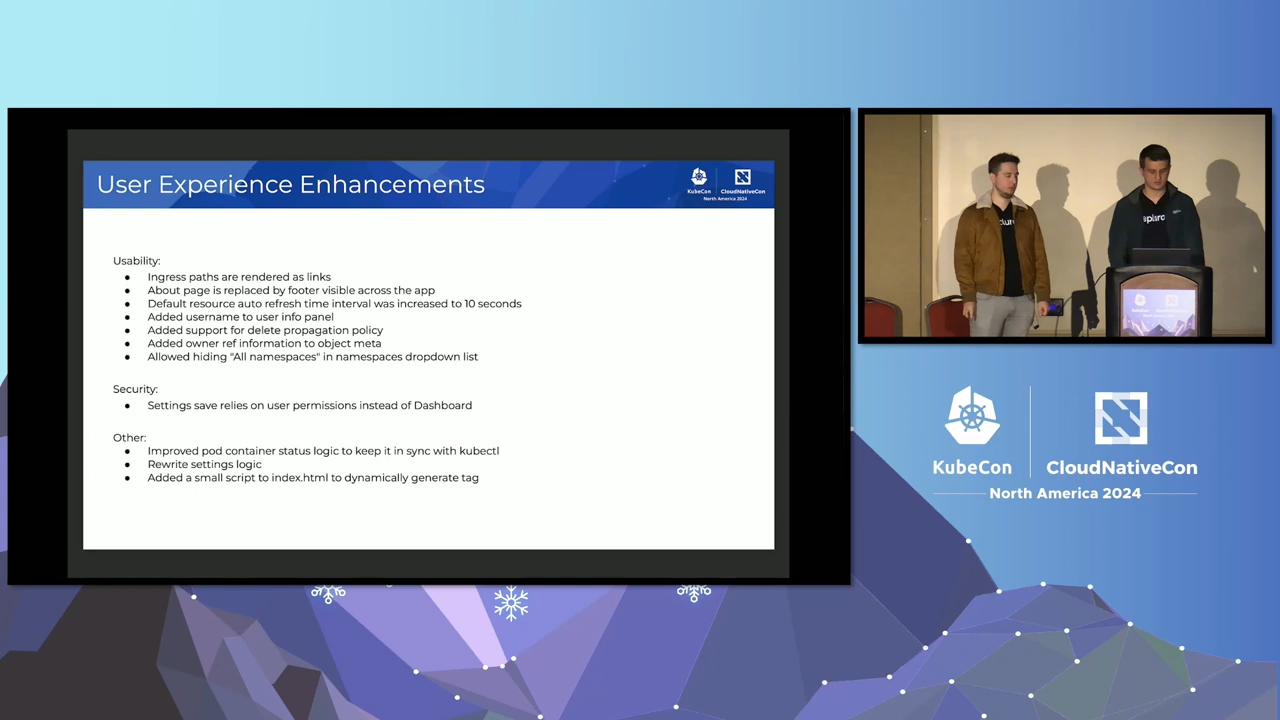 User Experience Enhancements
KubeCon
CloudNativeCon
North America 2024
Usability:
● Ingress paths are rendered as links
● About page is replaced by footer visible across the app
● Default resource auto refresh time interval was increased to 10 seconds
● Added username to user info panel
● Added support for delete propagation policy
● Added owner ref information to object meta
● Allowed hiding "All namespaces" in namespaces dropdown list
Security:
● Settings save relies on user permissions instead of Dashboard
Other:
● Improved pod container status logic to keep it in sync with kubectl
● Rewrite settings logic
● Added a small script to index.html to dynamically generate tag
KubeCon
CloudNativeCon
North America 2024